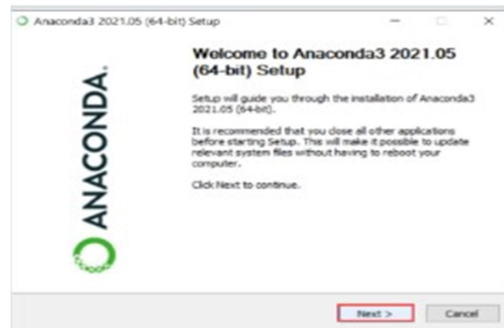 Anaconda3 2021.05 (64-bit) Setup
ANACONDA.
Welcome to Anaconda3 2021.05
(64-bit) Setup
Setup will guide you through the installation of Anaconda3
2021.05 (64-bit).
It is recommended that you close all other applications
before starting Setup. This will make it possible to update
relevant system files without having to reboot your
computer.
Click Next to continue.
Next >
Cancel